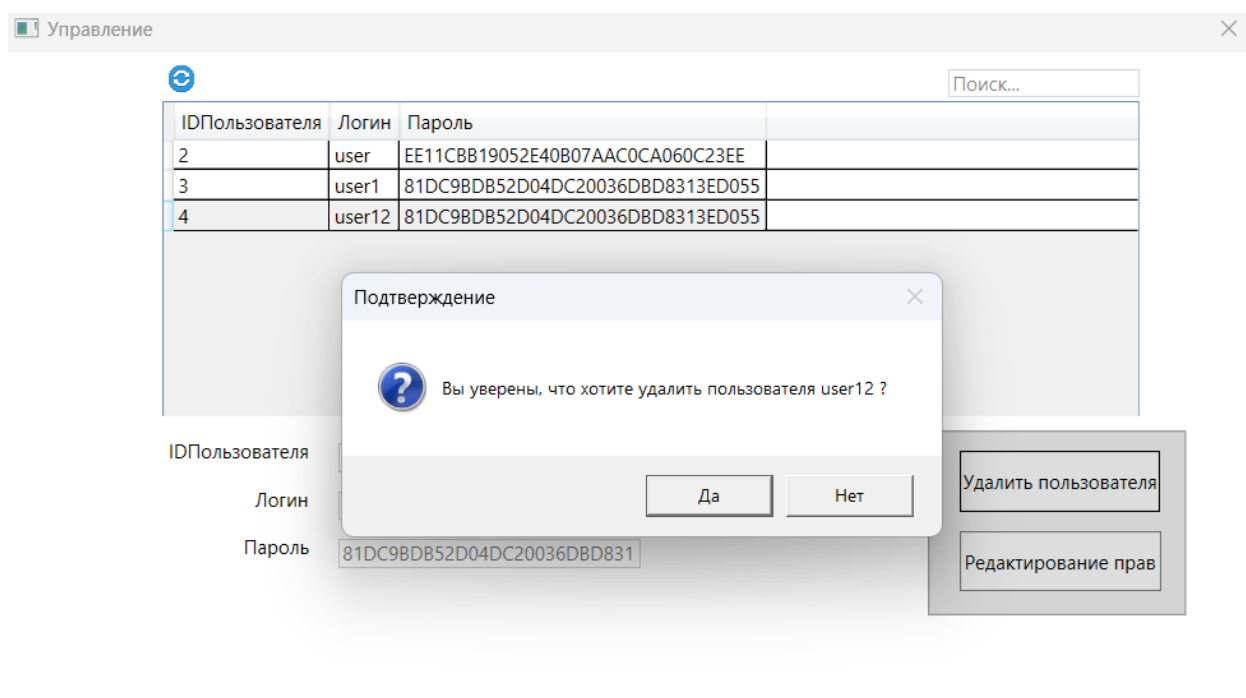 Управление
Поиск...
IDПользователя Логин Пароль
2 user EE11CBB19052E40B07AAC0CA060C23EE
3 user1 81DC9BDB52D04DC20036DBD8313ED055
4 user12 81DC9BDB52D04DC20036DBD8313ED055
Подтверждение
Вы уверены, что хотите удалить пользователя user12 ?
Да Нет
IDПользователя
Логин
Пароль 81DC9BDB52D04DC20036DBD831
Удалить пользователя
Редактирование прав